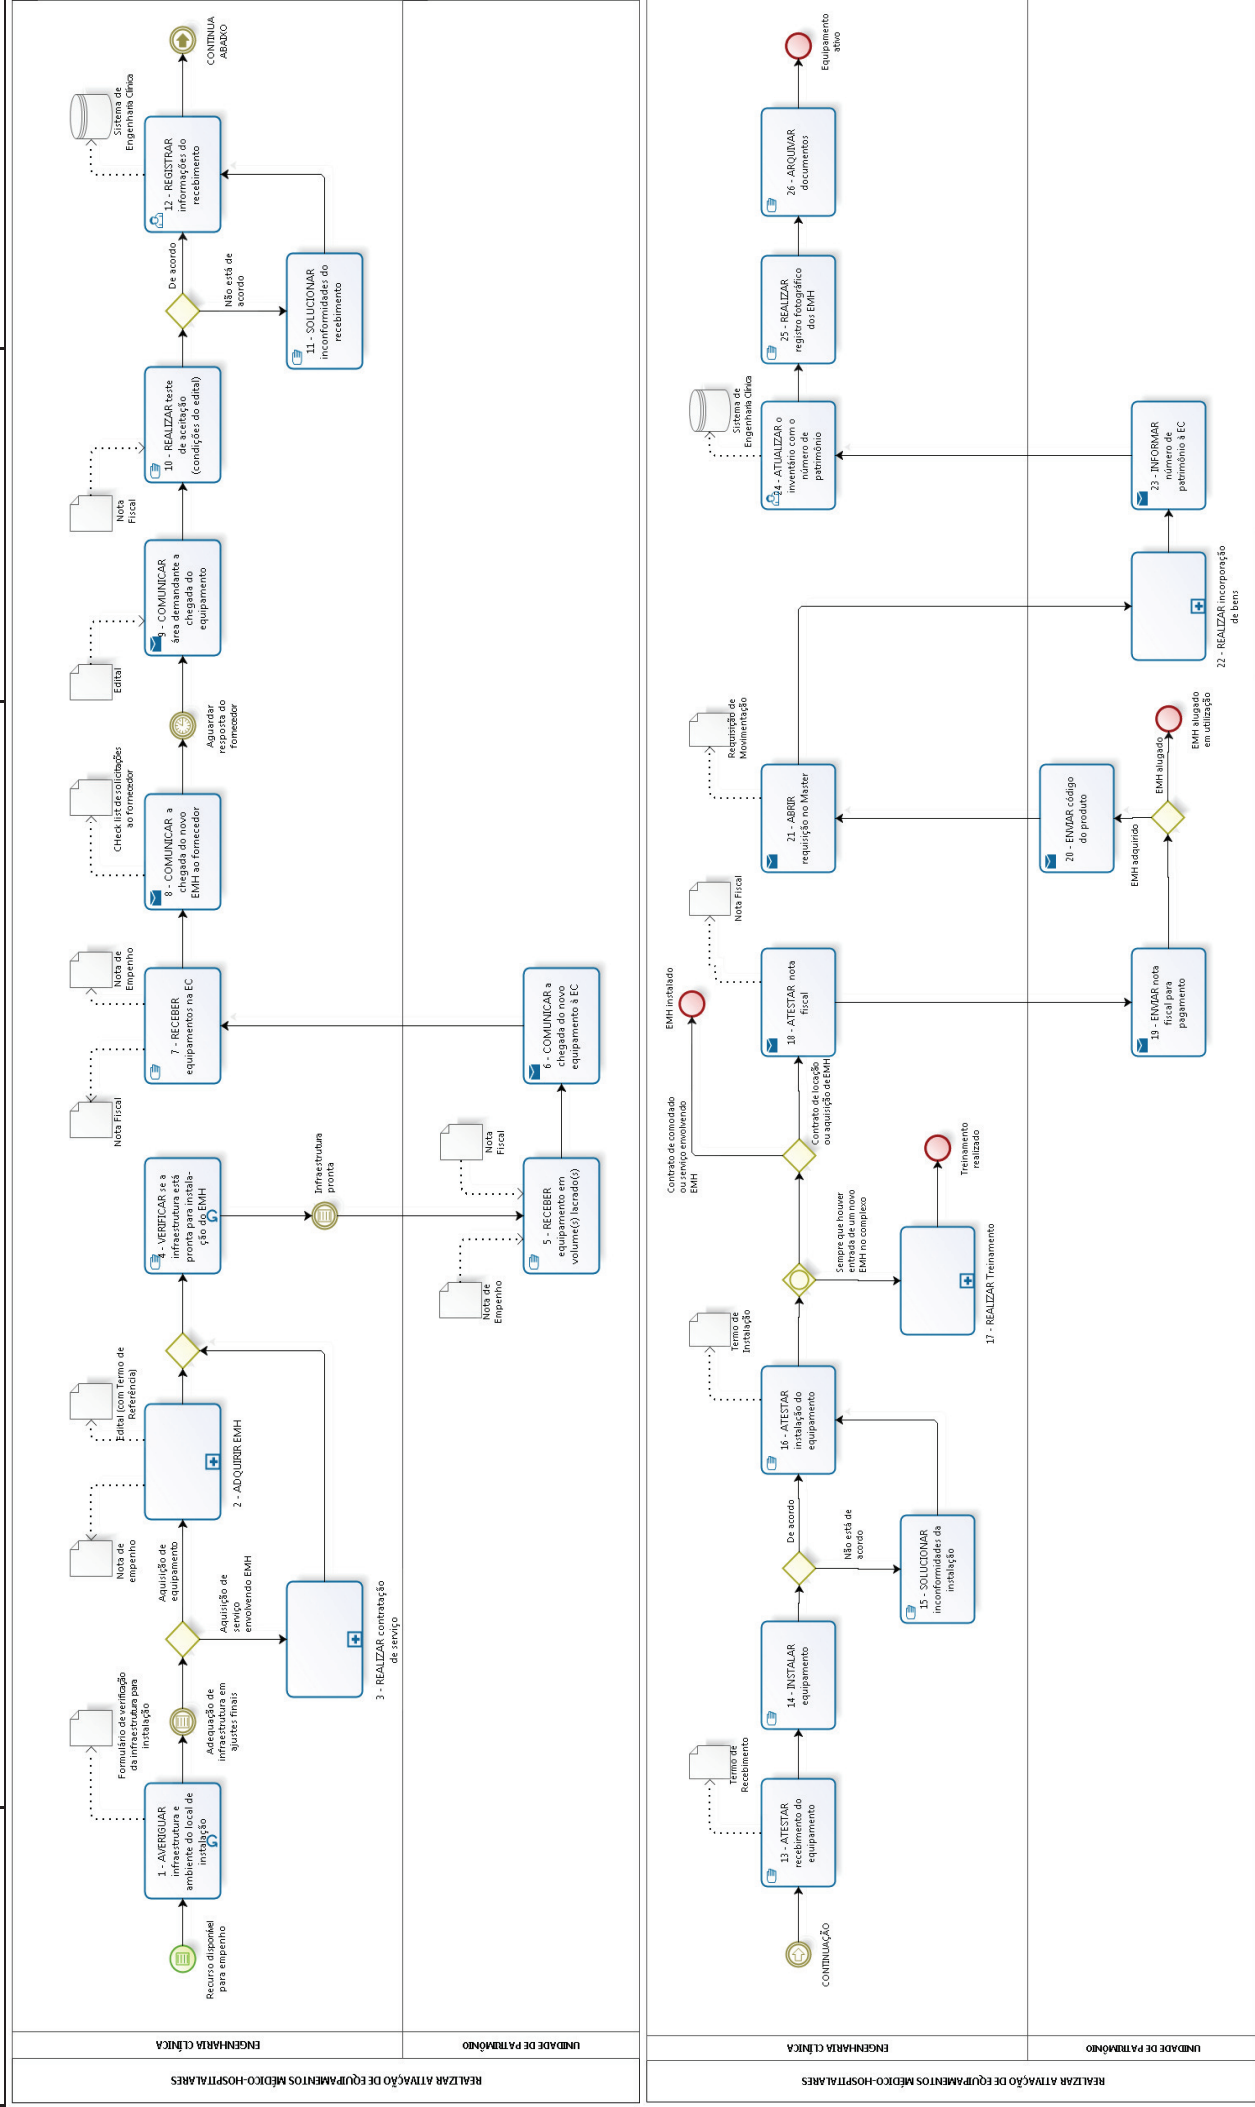 REALIZAR ATIVAÇÃO DE EQUIPAMENTOS MÉDICO-HOSPITALARES
ENGENHARIA CLÍNICA
UNIDADE DE PATRIMÔNIO
Recurso disponível
para empenho
1 - AVERIGUAR
infraestrutura e
ambiente do local de
instalação
Formulário de verificação
da infraestrutura para
instalação
Adequação de
infraestrutura em
ajustes finais
Aquisição de
equipamento
Aquisição de
serviço
envolvendo EMH
Nota de
empenho
Edital (com Termo de
Referência)
2 - ADQUIRIR EMH
3 - REALIZAR contratação
de serviço
4 - VERIFICAR se a
infraestrutura está
pronta para instala-
ção do EMH
Infraestrutura
pronta
Nota de
Empenho
Nota
Fiscal
5 - RECEBER
equipamento em
volume(s) lacrado(s)
6 - COMUNICAR a
chegada do novo
equipamento à EC
Nota Fiscal
Nota de
Empenho
7 - RECEBER
equipamentos na EC
CHeck list de solicitações
ao fornecedor
8 - COMUNICAR a
chegada do novo
EMH ao fornecedor
Aguardar
resposta do
fornecedor
Edital
9 - COMUNICAR
área demandante a
chegada do
equipamento
Nota
Fiscal
10 - REALIZAR teste
de aceitação
(condições do edital)
De acordo
Não está de
acordo
11 - SOLUCIONAR
inconformidades do
recebimento
12 - REGISTRAR
informações do
recebimento
Sistema de
Engenharia Clínica
CONTINUA
ABAIXO
REALIZAR ATIVAÇÃO DE EQUIPAMENTOS MÉDICO-HOSPITALARES
ENGENHARIA CLÍNICA
UNIDADE DE PATRIMÔNIO
CONTINUAÇÃO
13 - ATESTAR
recebimento do
equipamento
Termo de
Recebimento
14 - INSTALAR
equipamento
De acordo
Não está de
acordo
15 - SOLUCIONAR
inconformidades da
instalação
16 - ATESTAR
instalação do
equipamento
Termo de
Instalação
Sempre que houver
entrada de um novo
EMH no complexo
17 - REALIZAR Treinamento
Treinamento
realizado
Contrato de comodado
ou serviço envolvendo
EMH
EMH instalado
Contrato de locação
ou aquisição de EMH
18 - ATESTAR nota
fiscal
Nota Fiscal
19 - ENVIAR nota
fiscal para
pagamento
EMH adquirido
EMH alugado
EMH alugado
em utilização
20 - ENVIAR código
do produto
21 - ABRIR
requisição no Master
Requisição de
Movimentação
22 - REALIZAR incorporação
de bens
23 - INFORMAR
número de
patrimônio à EC
24 - ATUALIZAR o
inventário com o
número de
patrimônio
Sistema de
Engenharia Clínica
25 - REALIZAR
registro fotográfico
dos EMH
26 - ARQUIVAR
documentos
Equipamento
ativo